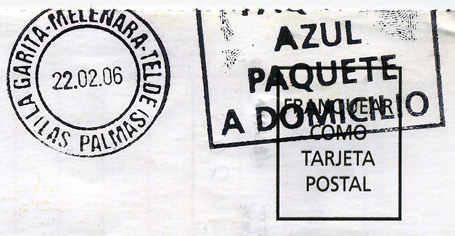 LA GARITA-MELENARA-TELDE(S)
LAS PALMAS
22.02.06
AZUL
PAQUETE
A DOMICILIO
FRANQUEAR
COMO
TARJETA
POSTAL